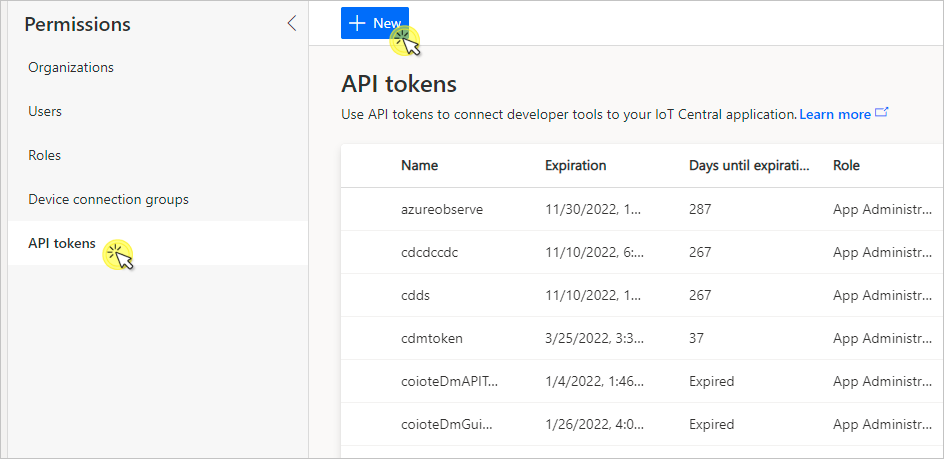 Permissions
Organizations
Users
Roles
Device connection groups
API tokens
New
API tokens
Use API tokens to connect developer tools to your IoT Central application. Learn more
Name Expiration Days until expirati... Role
azureobserve 11/30/2022, 1... 287 App Administr...
cdcdccdc 11/10/2022, 6:... 267 App Administr...
cdds 11/10/2022, 1... 267 App Administr...
cdmtoken 3/25/2022, 3:3... 37 App Administr...
coioteDmAPIT... 1/4/2022, 1:46... Expired App Administr...
coioteDmGui... 1/26/2022, 4:0... Expired App Administr...